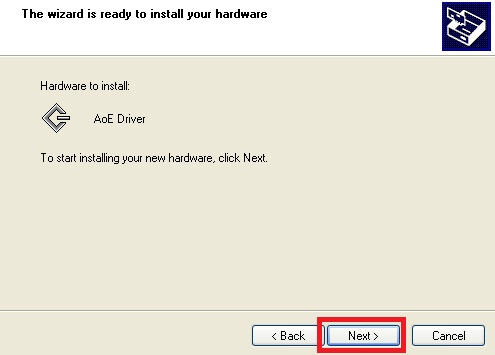 The wizard is ready to install your hardware
Hardware to install:
AoE Driver
To start installing your new hardware, click Next.
< Back
Next >
Cancel